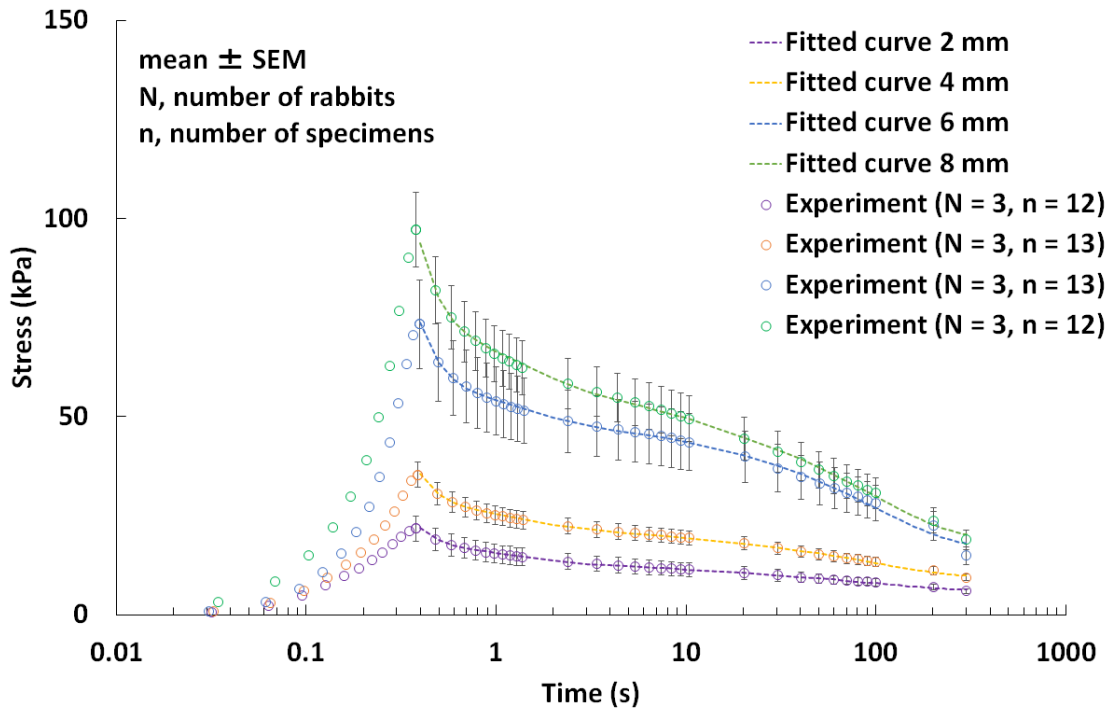 150
100
50
0
Stress (kPa)
mean ± SEM
N, number of rabbits
n, number of specimens
Fitted curve 2 mm
Fitted curve 4 mm
Fitted curve 6 mm
Fitted curve 8 mm
Experiment (N = 3, n = 12)
Experiment (N = 3, n = 13)
Experiment (N = 3, n = 13)
Experiment (N = 3, n = 12)
0.01 0.1 1 10 100 1000
Time (s)